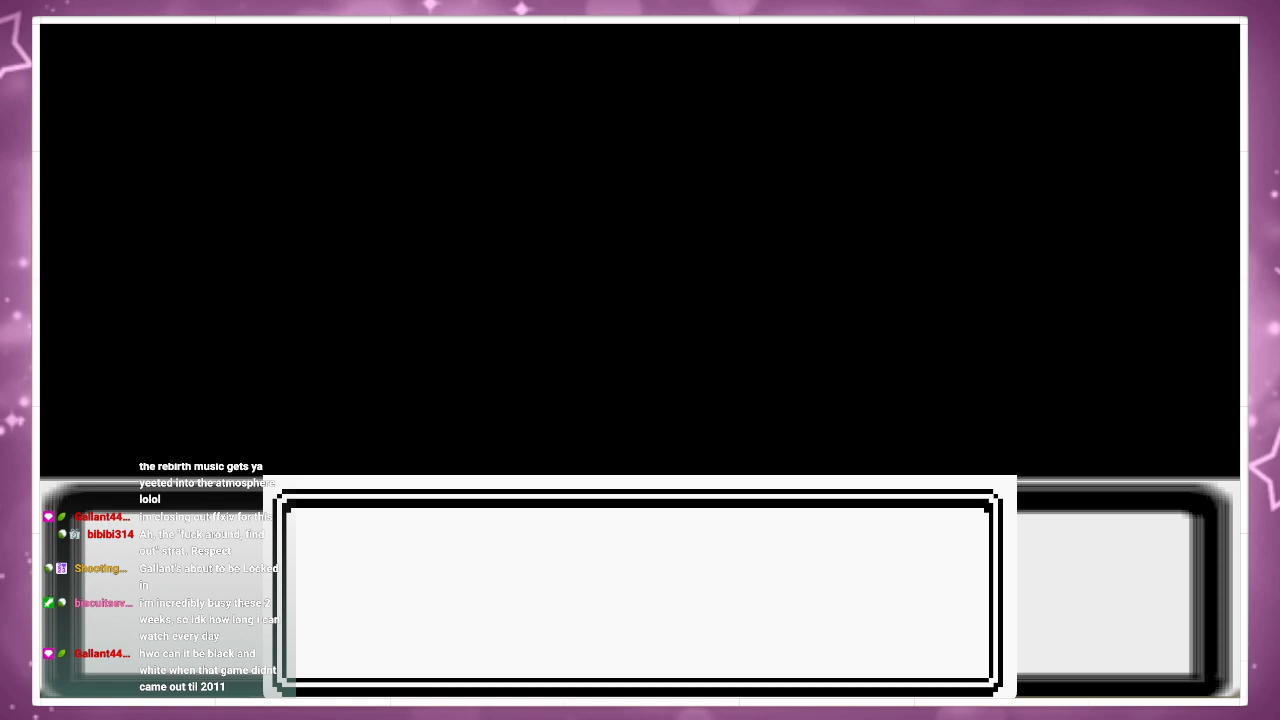 the rebirth music gets ya
yeeted into the atmosphere
lolol
Gallant44... im closing out ffxiv for this
bibibi314 Ah, the "fuck around, find
out" strat.. Respect
Shooting... Gallant's about to be Locked
in
biscuitsav... i'm incredibly busy these 2
weeks, so idk how long i can
watch every day
Gallant44... hwo can it be black and
white when that game didnt
came out til 2011